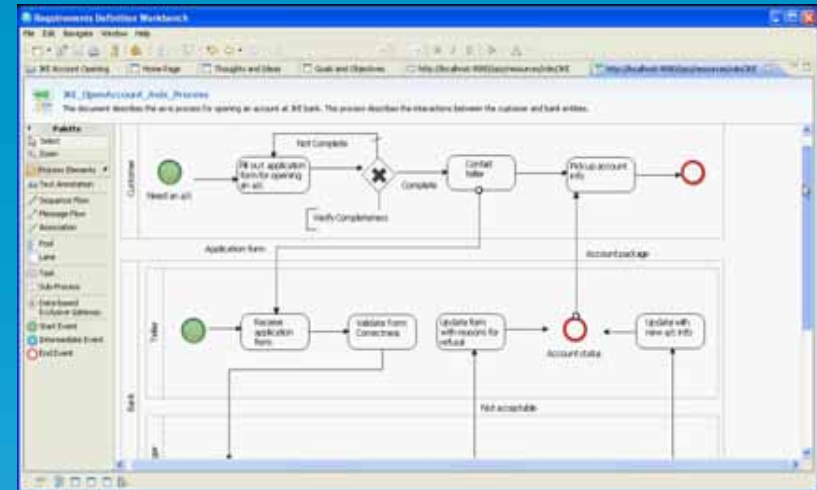 Requirements Definition Workbench
File Edit Navigate Window Help
JKE Account Opening
Home Page
Thoughts and Ideas
Goals and Objectives
JKE_OpenAccount_AsIs_Process
The document describes the as-is process for opening an account at JKE bank. The process describes the interactions between the customer and bank entities.
Palette
Select
Zoom
Process Elements
Text Annotation
Sequence Flow
Message Flow
Association
Pool
Lane
Task
Sub-Process
Data-based
Exclusive Gateway
Start Event
Intermediate Event
End Event
Customer
Need an a/c
Fill out application
form for opening
an a/c
Not Complete
Verify Completeness
Complete
Contact
teller
Pick up account
info
Application form
Account package
Bank
Teller
Receive
application
form
Validate Form
Correctness
Update form
with reasons for
refusal
Account status
Update with
new a/c info
Not acceptable